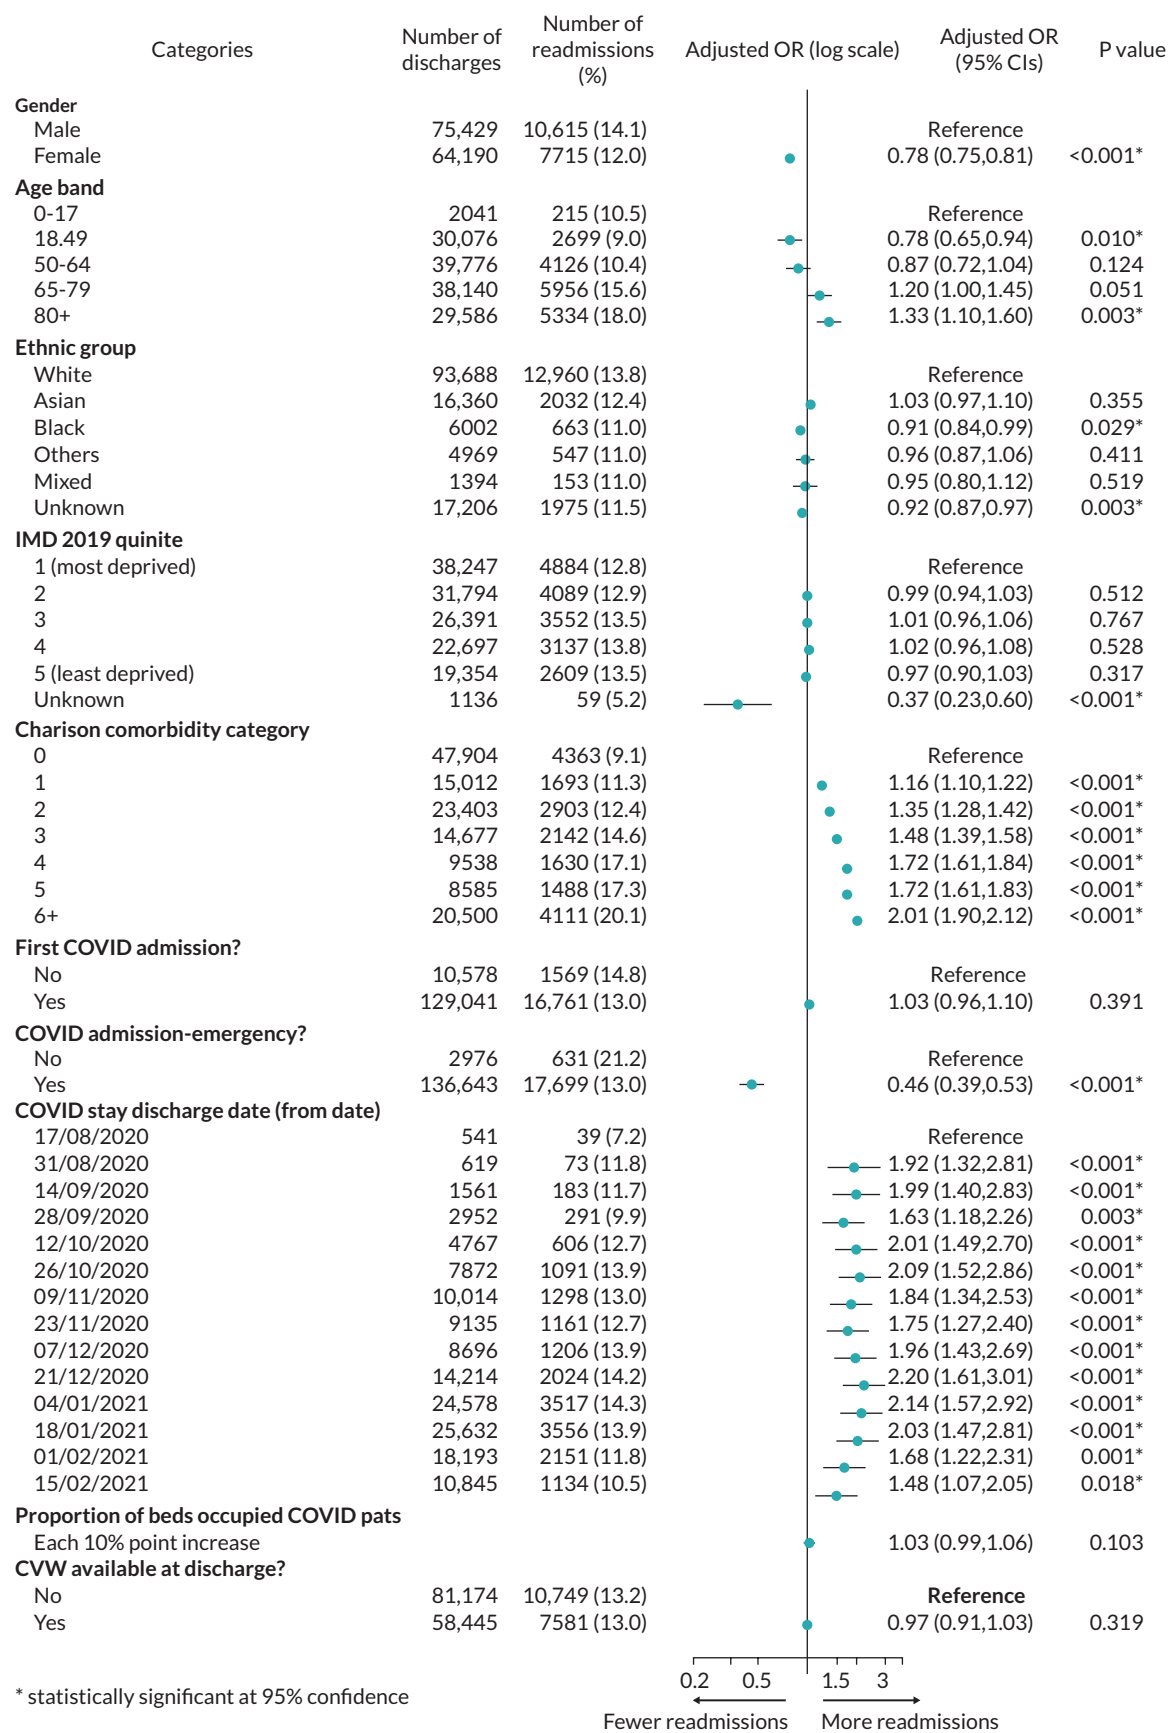 Categories Number of discharges Number of readmissions (%) Adjusted OR (log scale) Adjusted OR (95% CIs) P value
Gender
Male 75,429 10,615 (14.1) Reference
Female 64,190 7715 (12.0) 0.78 (0.75,0.81) <0.001*
Age band
0-17 2041 215 (10.5) Reference
18.49 30,076 2699 (9.0) 0.78 (0.65,0.94) 0.010*
50-64 39,776 4126 (10.4) 0.87 (0.72,1.04) 0.124
65-79 38,140 5956 (15.6) 1.20 (1.00,1.45) 0.051
80+ 29,586 5334 (18.0) 1.33 (1.10,1.60) 0.003*
Ethnic group
White 93,688 12,960 (13.8) Reference
Asian 16,360 2032 (12.4) 1.03 (0.97,1.10) 0.355
Black 6002 663 (11.0) 0.91 (0.84,0.99) 0.029*
Others 4969 547 (11.0) 0.96 (0.87,1.06) 0.411
Mixed 1394 153 (11.0) 0.95 (0.80,1.12) 0.519
Unknown 17,206 1975 (11.5) 0.92 (0.87,0.97) 0.003*
IMD 2019 quinite
1 (most deprived) 38,247 4884 (12.8) Reference
2 31,794 4089 (12.9) 0.99 (0.94,1.03) 0.512
3 26,391 3552 (13.5) 1.01 (0.96,1.06) 0.767
4 22,697 3137 (13.8) 1.02 (0.96,1.08) 0.528
5 (least deprived) 19,354 2609 (13.5) 0.97 (0.90,1.03) 0.317
Unknown 1136 59 (5.2) 0.37 (0.23,0.60) <0.001*
Charison comorbidity category
0 47,904 4363 (9.1) Reference
1 15,012 1693 (11.3) 1.16 (1.10,1.22) <0.001*
2 23,403 2903 (12.4) 1.35 (1.28,1.42) <0.001*
3 14,677 2142 (14.6) 1.48 (1.39,1.58) <0.001*
4 9538 1630 (17.1) 1.72 (1.61,1.84) <0.001*
5 8585 1488 (17.3) 1.72 (1.61,1.83) <0.001*
6+ 20,500 4111 (20.1) 2.01 (1.90,2.12) <0.001*
First COVID admission?
No 10,578 1569 (14.8) Reference
Yes 129,041 16,761 (13.0) 1.03 (0.96,1.10) 0.391
COVID admission-emergency?
No 2976 631 (21.2) Reference
Yes 136,643 17,699 (13.0) 0.46 (0.39,0.53) <0.001*
COVID stay discharge date (from date)
17/08/2020 541 39 (7.2) Reference
31/08/2020 619 73 (11.8) 1.92 (1.32,2.81) <0.001*
14/09/2020 1561 183 (11.7) 1.99 (1.40,2.83) <0.001*
28/09/2020 2952 291 (9.9) 1.63 (1.18,2.26) 0.003*
12/10/2020 4767 606 (12.7) 2.01 (1.49,2.70) <0.001*
26/10/2020 7872 1091 (13.9) 2.09 (1.52,2.86) <0.001*
09/11/2020 10,014 1298 (13.0) 1.84 (1.34,2.53) <0.001*
23/11/2020 9135 1161 (12.7) 1.75 (1.27,2.40) <0.001*
07/12/2020 8696 1206 (13.9) 1.96 (1.43,2.69) <0.001*
21/12/2020 14,214 2024 (14.2) 2.20 (1.61,3.01) <0.001*
04/01/2021 24,578 3517 (14.3) 2.14 (1.57,2.92) <0.001*
18/01/2021 25,632 3556 (13.9) 2.03 (1.47,2.81) <0.001*
01/02/2021 18,193 2151 (11.8) 1.68 (1.22,2.31) 0.001*
15/02/2021 10,845 1134 (10.5) 1.48 (1.07,2.05) 0.018*
Proportion of beds occupied COVID pats
Each 10% point increase 1.03 (0.99,1.06) 0.103
CVW available at discharge?
No 81,174 10,749 (13.2) Reference
Yes 58,445 7581 (13.0) 0.97 (0.91,1.03) 0.319
0.2 0.5 1.5 3
* statistically significant at 95% confidence
Fewer readmissions More readmissions